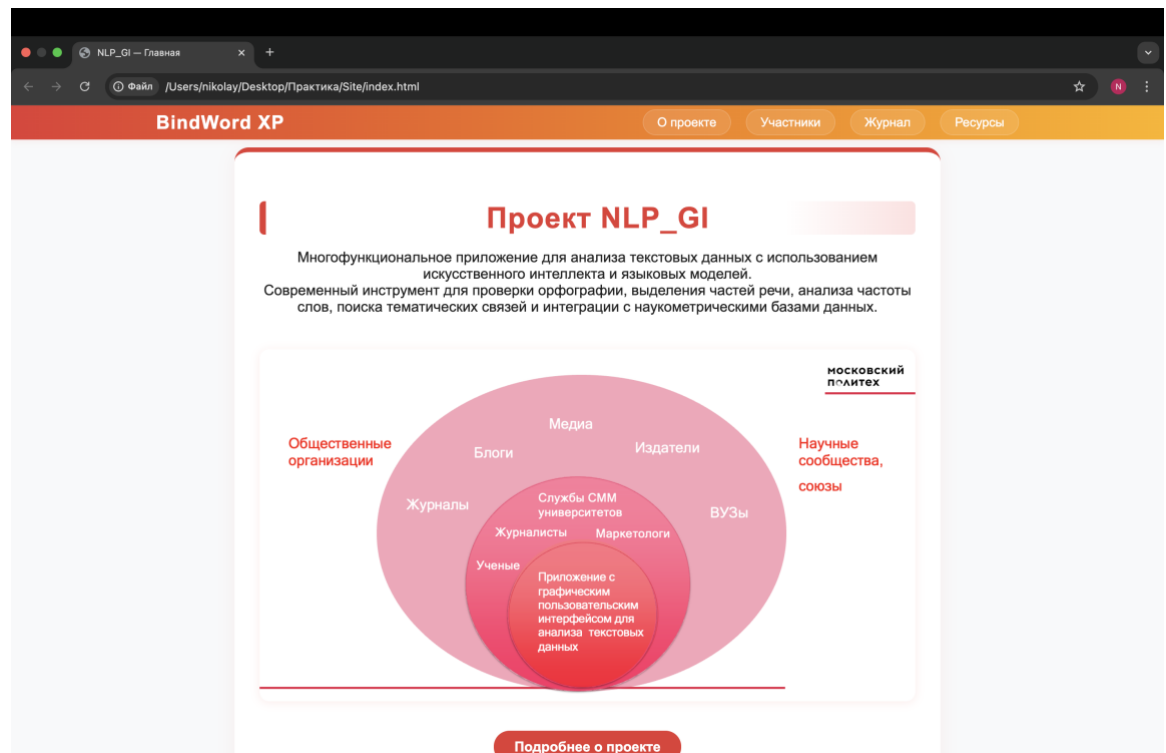 NLP_GI — Главная
Файл /Users/nikolay/Desktop/Практика/Site/index.html
N
BindWord XP
О проекте Участники Журнал Ресурсы
Проект NLP_GI
Многофункциональное приложение для анализа текстовых данных с использованием
искусственного интеллекта и языковых моделей.
Современный инструмент для проверки орфографии, выделения частей речи, анализа частоты
слов, поиска тематических связей и интеграции с наукометрическими базами данных.
московский
политех
Общественные
организации
Медиа
Блоги
Издатели
Журналы
ВУЗы
Научные
сообщества,
союзы
Службы СММ
университетов
Журналисты
Маркетологи
Ученые
Приложение с
графическим
пользовательским
интерфейсом для
анализа текстовых
данных
Подробнее о проекте